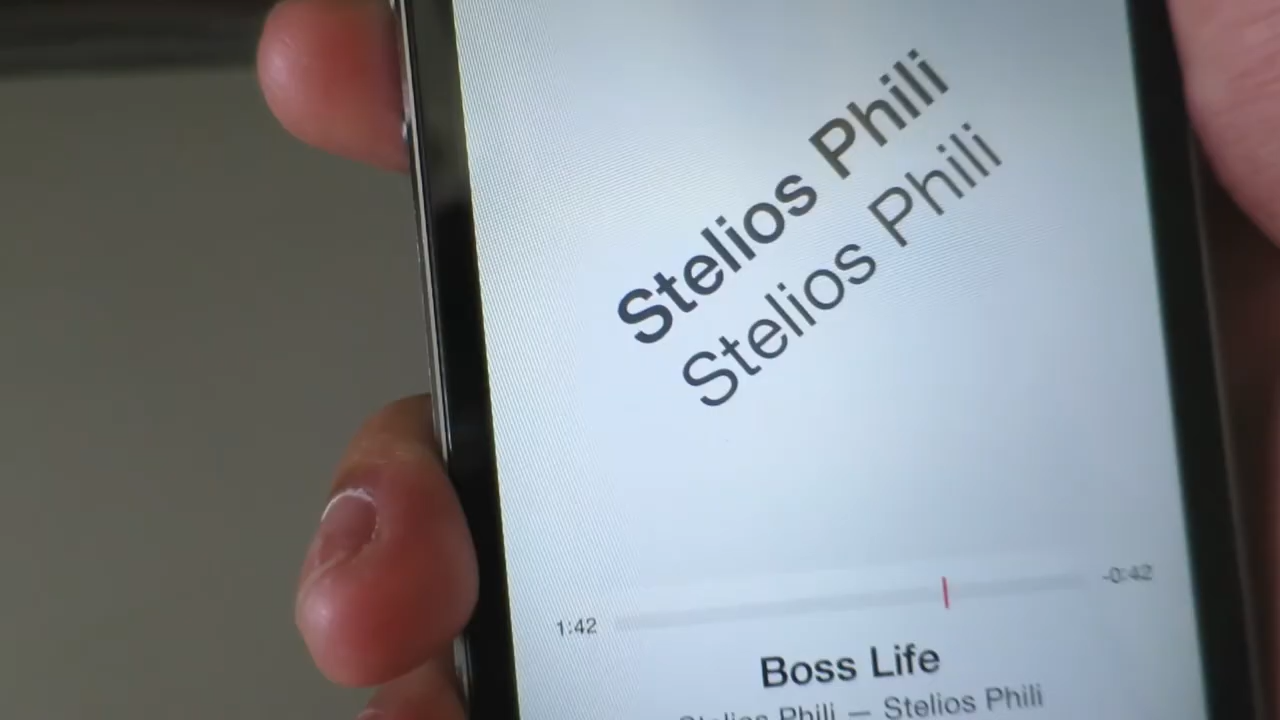 Stelios Phili
Stelios Phili
1:42
-0:42
Boss Life
Stelios Phili — Stelios Phili